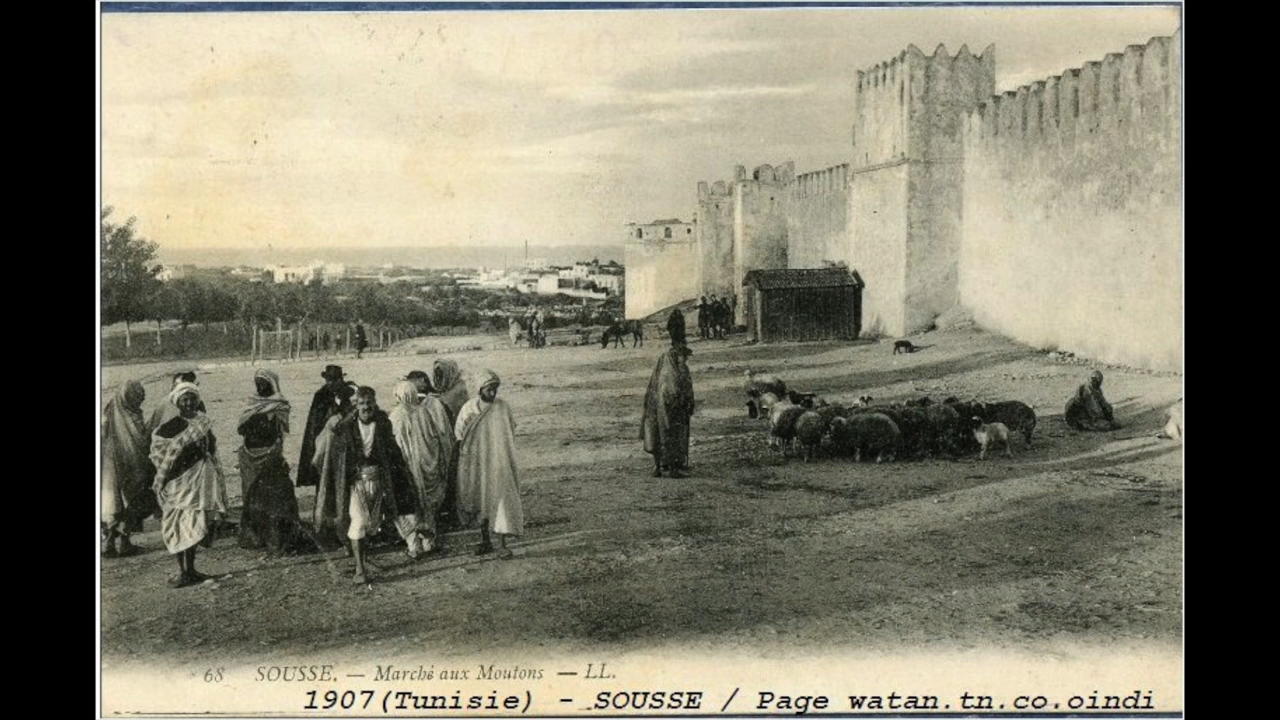 68 SOUSSE. — Marché aux Moutons — LL.
1907(Tunisie) - SOUSSE / Page watan.tn.co.oindi